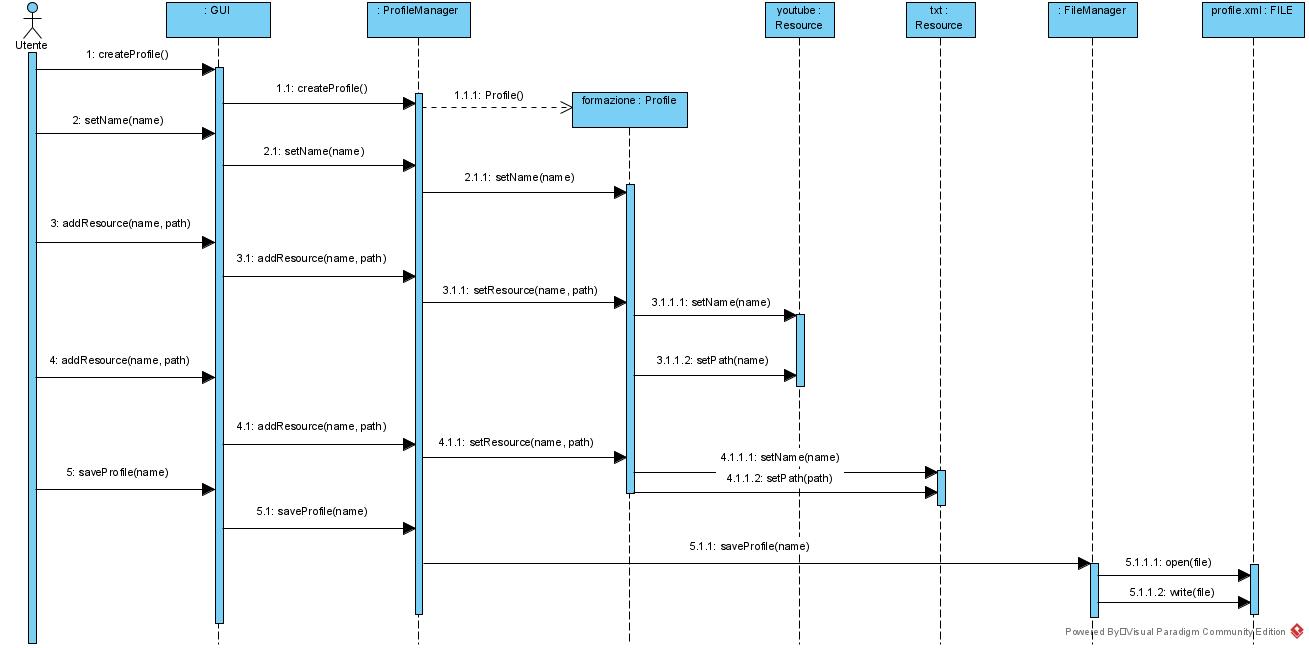 : GUI
: ProfileManager
youtube :
Resource
txt :
Resource
: FileManager
profile.xml : FILE
Utente
1: createProfile()
1.1: createProfile()
1.1.1: Profile()
formazione : Profile
2: setName(name)
2.1: setName(name)
2.1.1: setName(name)
3: addResource(name, path)
3.1: addResource(name, path)
3.1.1: setResource(name, path)
3.1.1.1: setName(name)
3.1.1.2: setPath(name)
4: addResource(name, path)
4.1: addResource(name, path)
4.1.1: setResource(name, path)
4.1.1.1: setName(name)
4.1.1.2: setPath(path)
5: saveProfile(name)
5.1: saveProfile(name)
5.1.1: saveProfile(name)
5.1.1.1: open(file)
5.1.1.2: write(file)
Powered By Visual Paradigm Community Edition